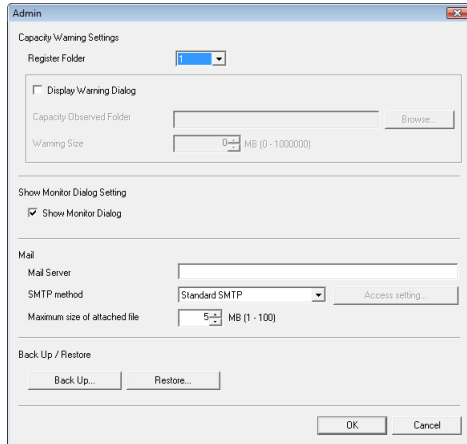 Admin
Capacity Warning Settings
Register Folder 1
Display Warning Dialog
Capacity Observed Folder Browse...
Warning Size 0 MB (0 - 1000000)
Show Monitor Dialog Setting
Show Monitor Dialog
Mail
Mail Server
SMTP method Standard SMTP Access setting...
Maximum size of attached file 5 MB (1 - 100)
Back Up / Restore
Back Up... Restore...
OK Cancel